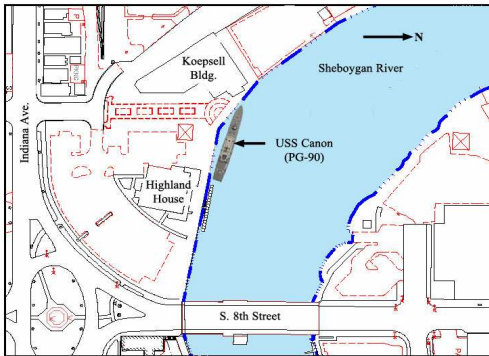 Koepsell
Bldg.
N
Sheboygan River
Indiana Ave.
USS Canon
(PG-90)
Highland
House
S. 8th Street